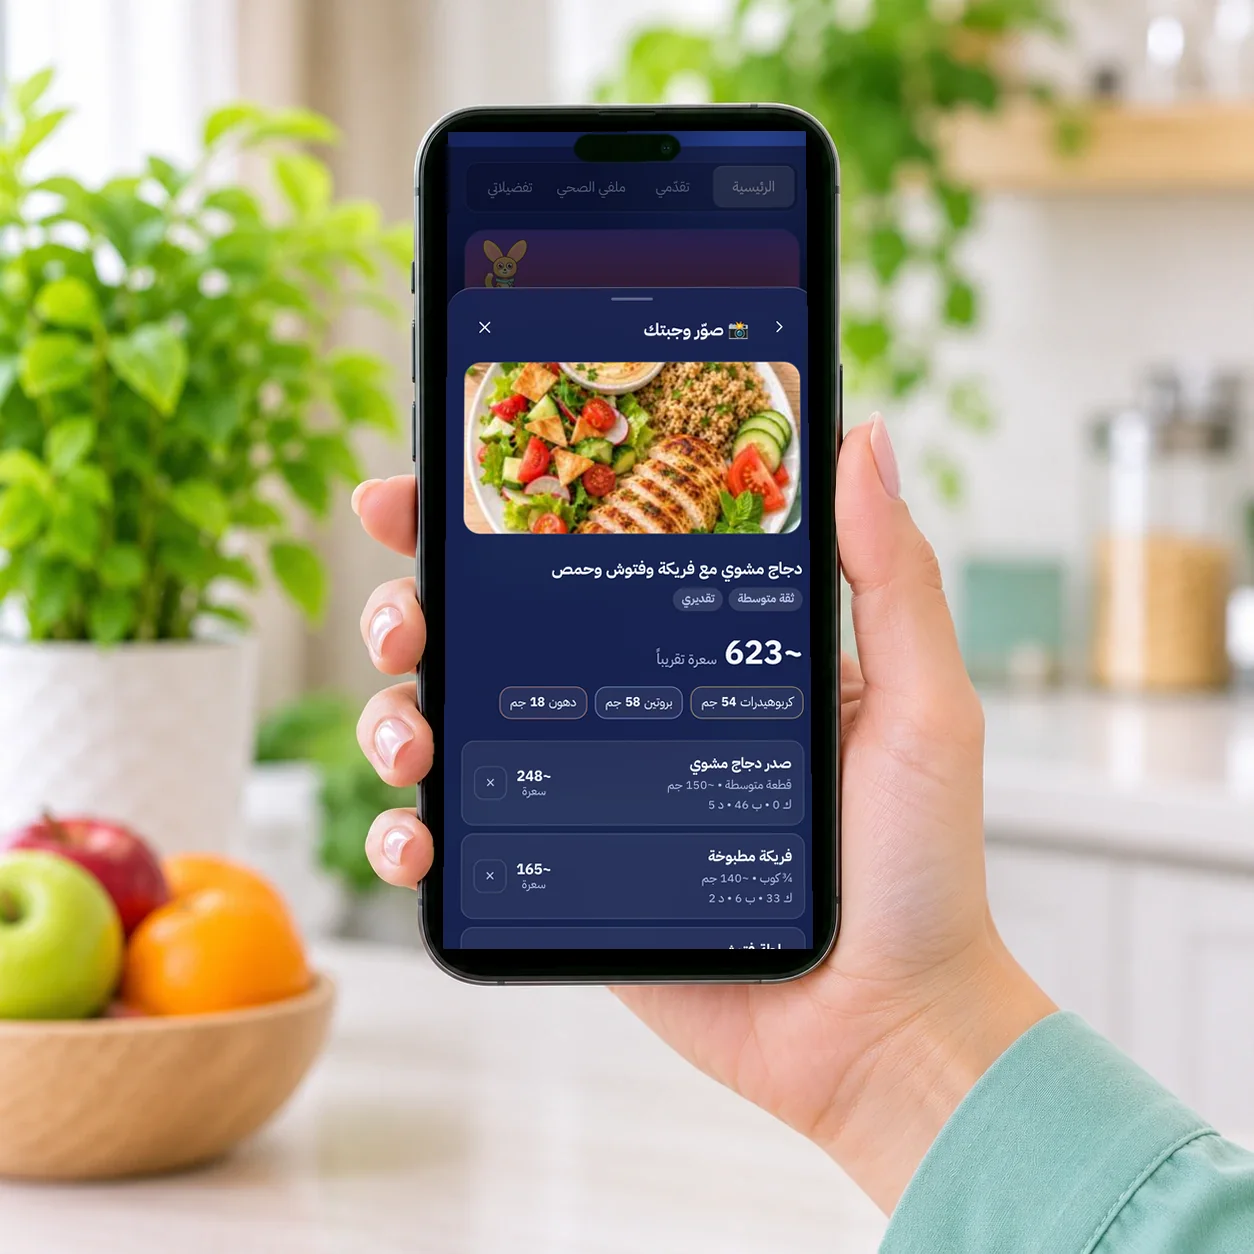 الرئيسية تقدّمي ملفي الصحي تفضيلاتي
صوّر وجبتك
دجاج مشوي مع فريكة وفتوش وحمص
ثقة متوسطة تقديري
~623 سعرة تقريباً
كربوهيدرات 54 جم بروتين 58 جم دهون 18 جم
صدر دجاج مشوي
قطعة متوسطة • ~150 جم
ك 0 • ب 46 • د 5
~248
سعرة
فريكة مطبوخة
¾ كوب • ~140 جم
ك 33 • ب 6 • د 2
~165
سعرة